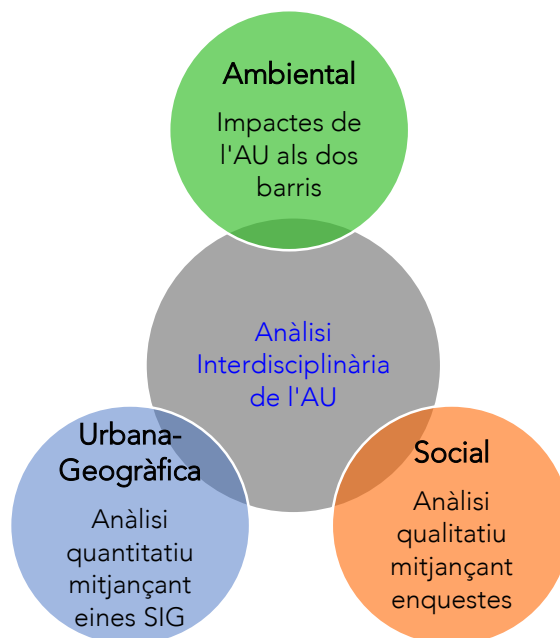 Ambiental
Impactes de
l'AU als dos
barris
Anàlisi
Interdisciplinària
de l'AU
Urbana-
Geogràfica
Anàlisi
quantitatiu
mitjançant
eines SIG
Social
Anàlisi
qualitatiu
mitjançant
enquestes